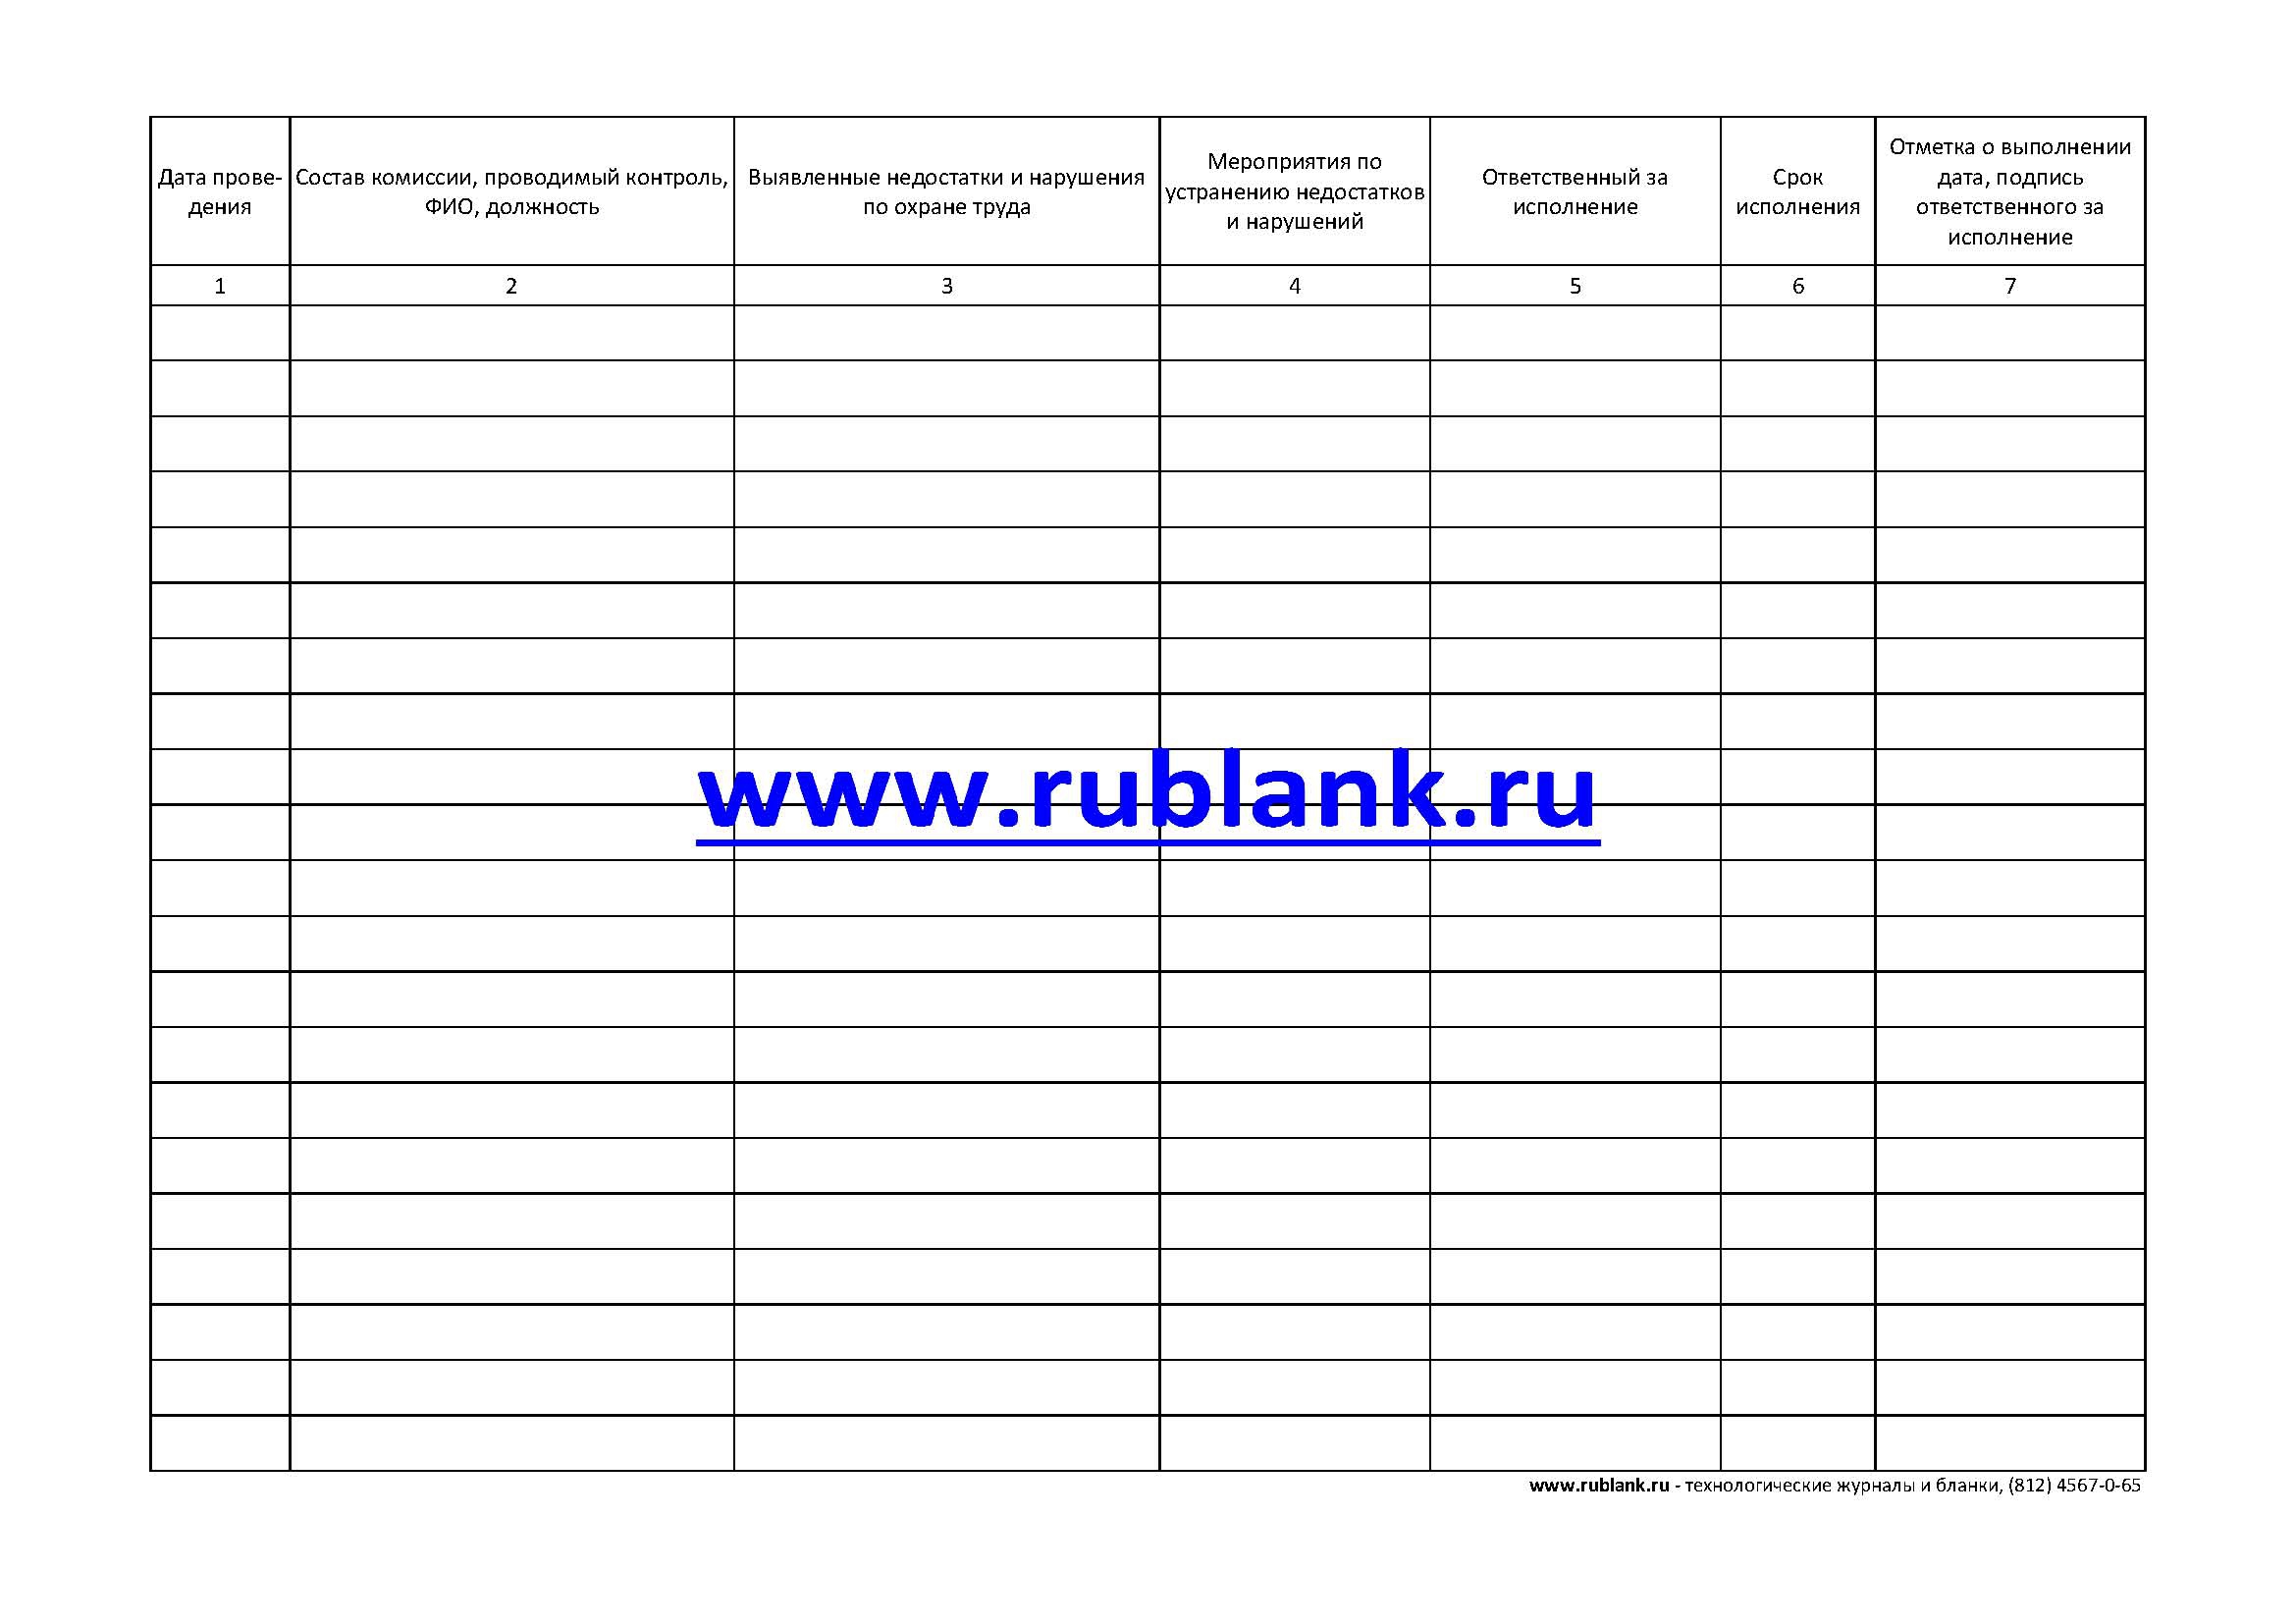 Дата прове-
дения
Состав комиссии, проводимый контроль,
ФИО, должность
Выявленные недостатки и нарушения
по охране труда
Мероприятия по
устранению недостатков
и нарушений
Ответственный за
исполнение
Срок
исполнения
Отметка о выполнении
дата, подпись
ответственного за
исполнение
1 2 3 4 5 6 7
www.rublank.ru
www.rublank.ru - технологические журналы и бланки, (812) 4567-0-65